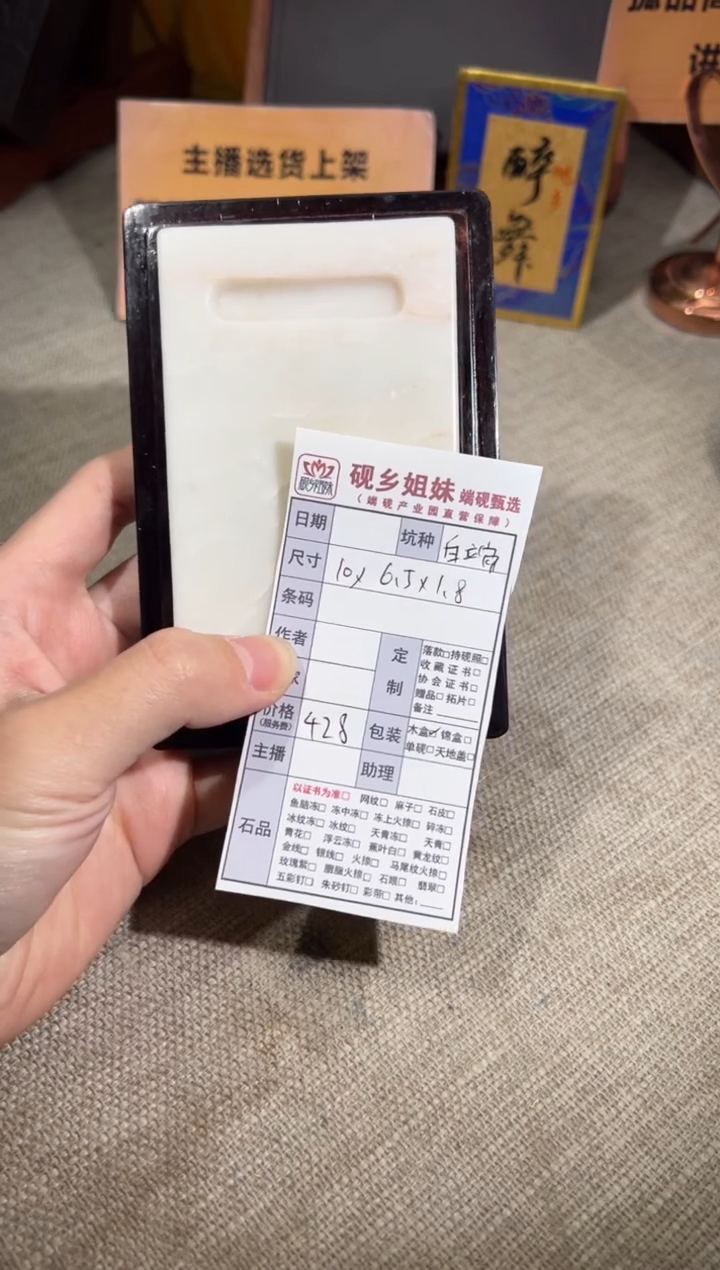 主播选货上架
醉舞
讲
砚乡姐妹 端砚甄选
(端砚产业园直营保障)
日期 坑种 白端
尺寸 10x 6.5x1.8
条码
作者
定制
落款□持砚照□
收藏证书□
协会证书□
赠品□ 拓片□
备注
价格 (服务费) 428
包装
木盒☑ 锦盒□
单砚□天地盖□
主播 助理
石品
以证书为准□ 网纹□ 麻子□ 石皮□
鱼脑冻□ 冻中冻□ 冻上火捺□ 碎冻□
冰纹冻□ 冰纹□ 天青冻□ 天青□
青花□ 浮云冻□ 蕉叶白□ 黄龙纹□
金线□ 银线□ 火捺□ 马尾纹火捺□
玫瑰紫□ 胭脂火捺□ 石眼□ 翡翠□
五彩钉□ 朱砂钉□ 彩带□ 其他: